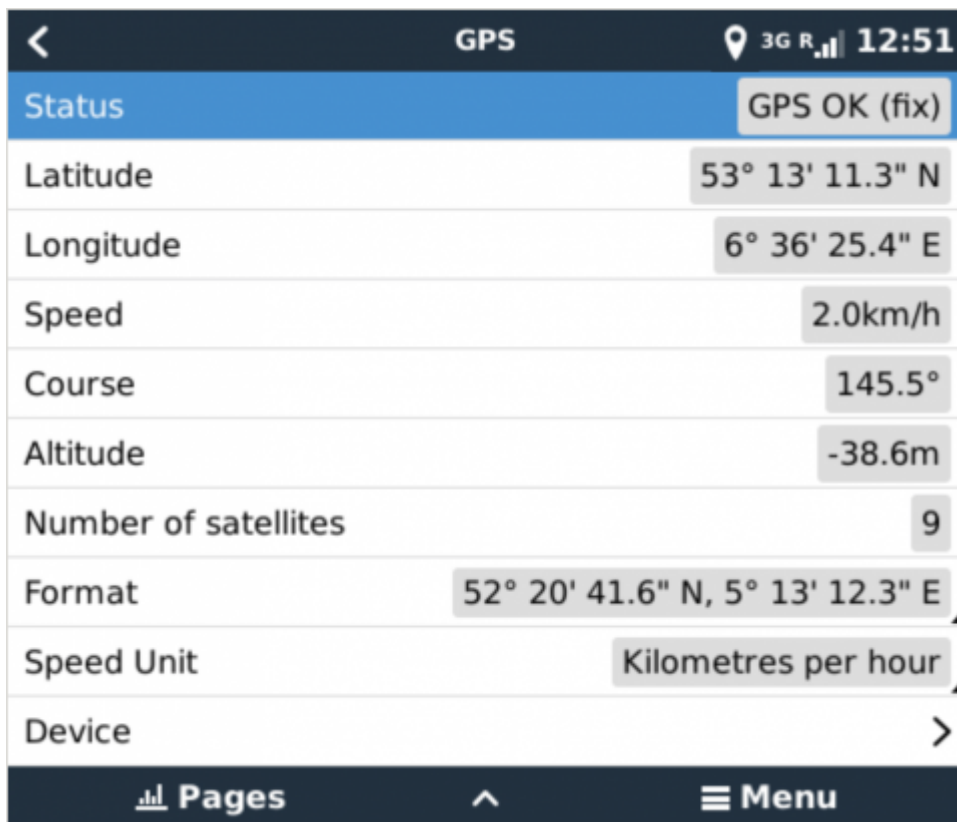 GPS 3G R 12:51
Status GPS OK (fix)
Latitude 53° 13' 11.3" N
Longitude 6° 36' 25.4" E
Speed 2.0km/h
Course 145.5°
Altitude -38.6m
Number of satellites 9
Format 52° 20' 41.6" N, 5° 13' 12.3" E
Speed Unit Kilometres per hour
Device
Pages Menu